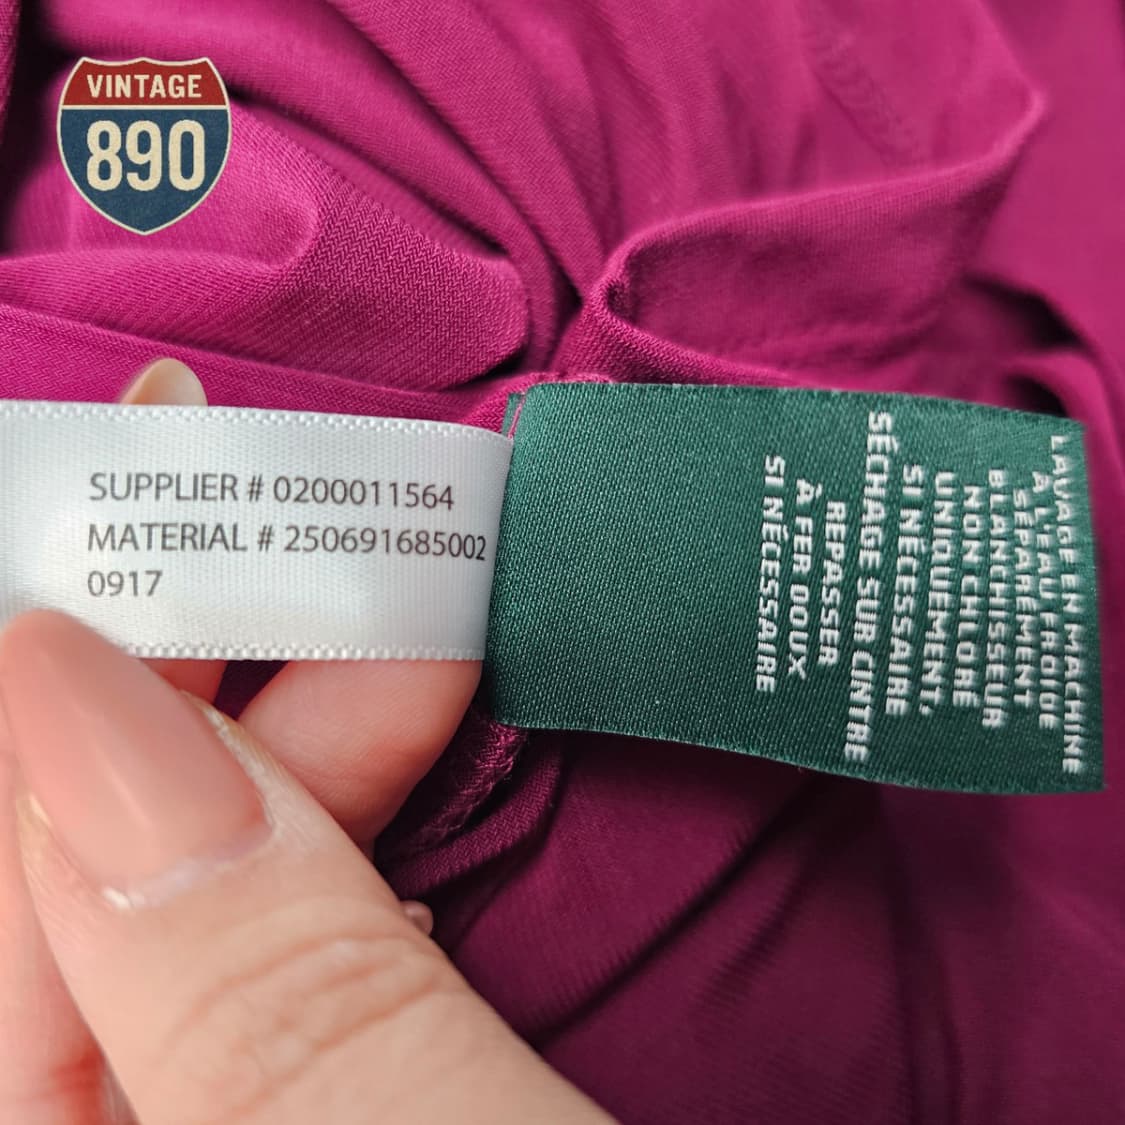 VINTAGE
890
SUPPLIER # 0200011564
MATERIAL # 250691685002
0917
LAVAGE EN MACHINE
À L'EAU FROIDE
SÉPARÉMENT
BLANCHISSEUR
NON CHLORE
UNIQUEMENT,
SI NÉCESSAIRE
SÉCHAGE SUR CINTRE
REPASSER
À FER DOUX
SI NÉCESSAIRE